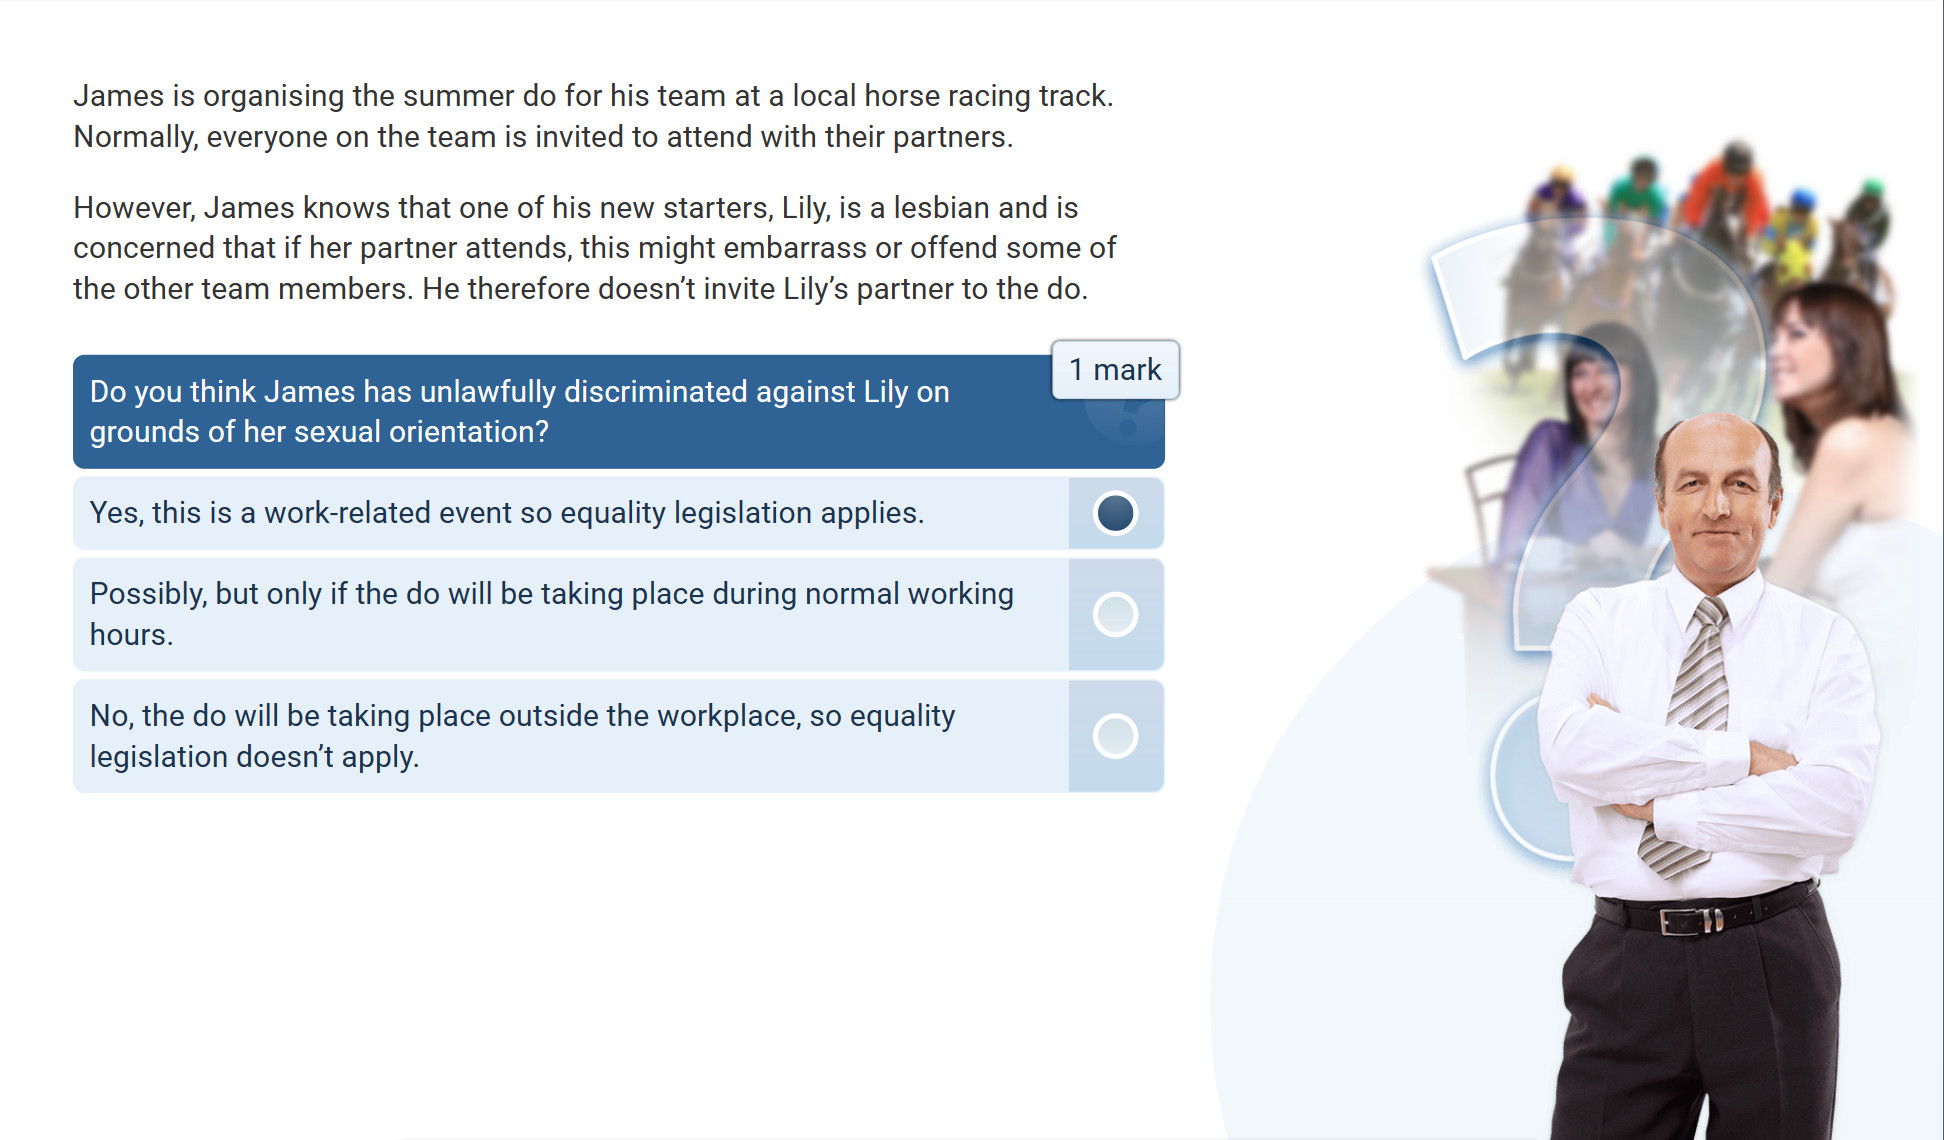 James is organising the summer do for his team at a local horse racing track.
Normally, everyone on the team is invited to attend with their partners.
However, James knows that one of his new starters, Lily, is a lesbian and is
concerned that if her partner attends, this might embarrass or offend some of
the other team members. He therefore doesn’t invite Lily’s partner to the do.
1 mark
Do you think James has unlawfully discriminated against Lily on
grounds of her sexual orientation?
Yes, this is a work-related event so equality legislation applies.
Possibly, but only if the do will be taking place during normal working
hours.
No, the do will be taking place outside the workplace, so equality
legislation doesn’t apply.